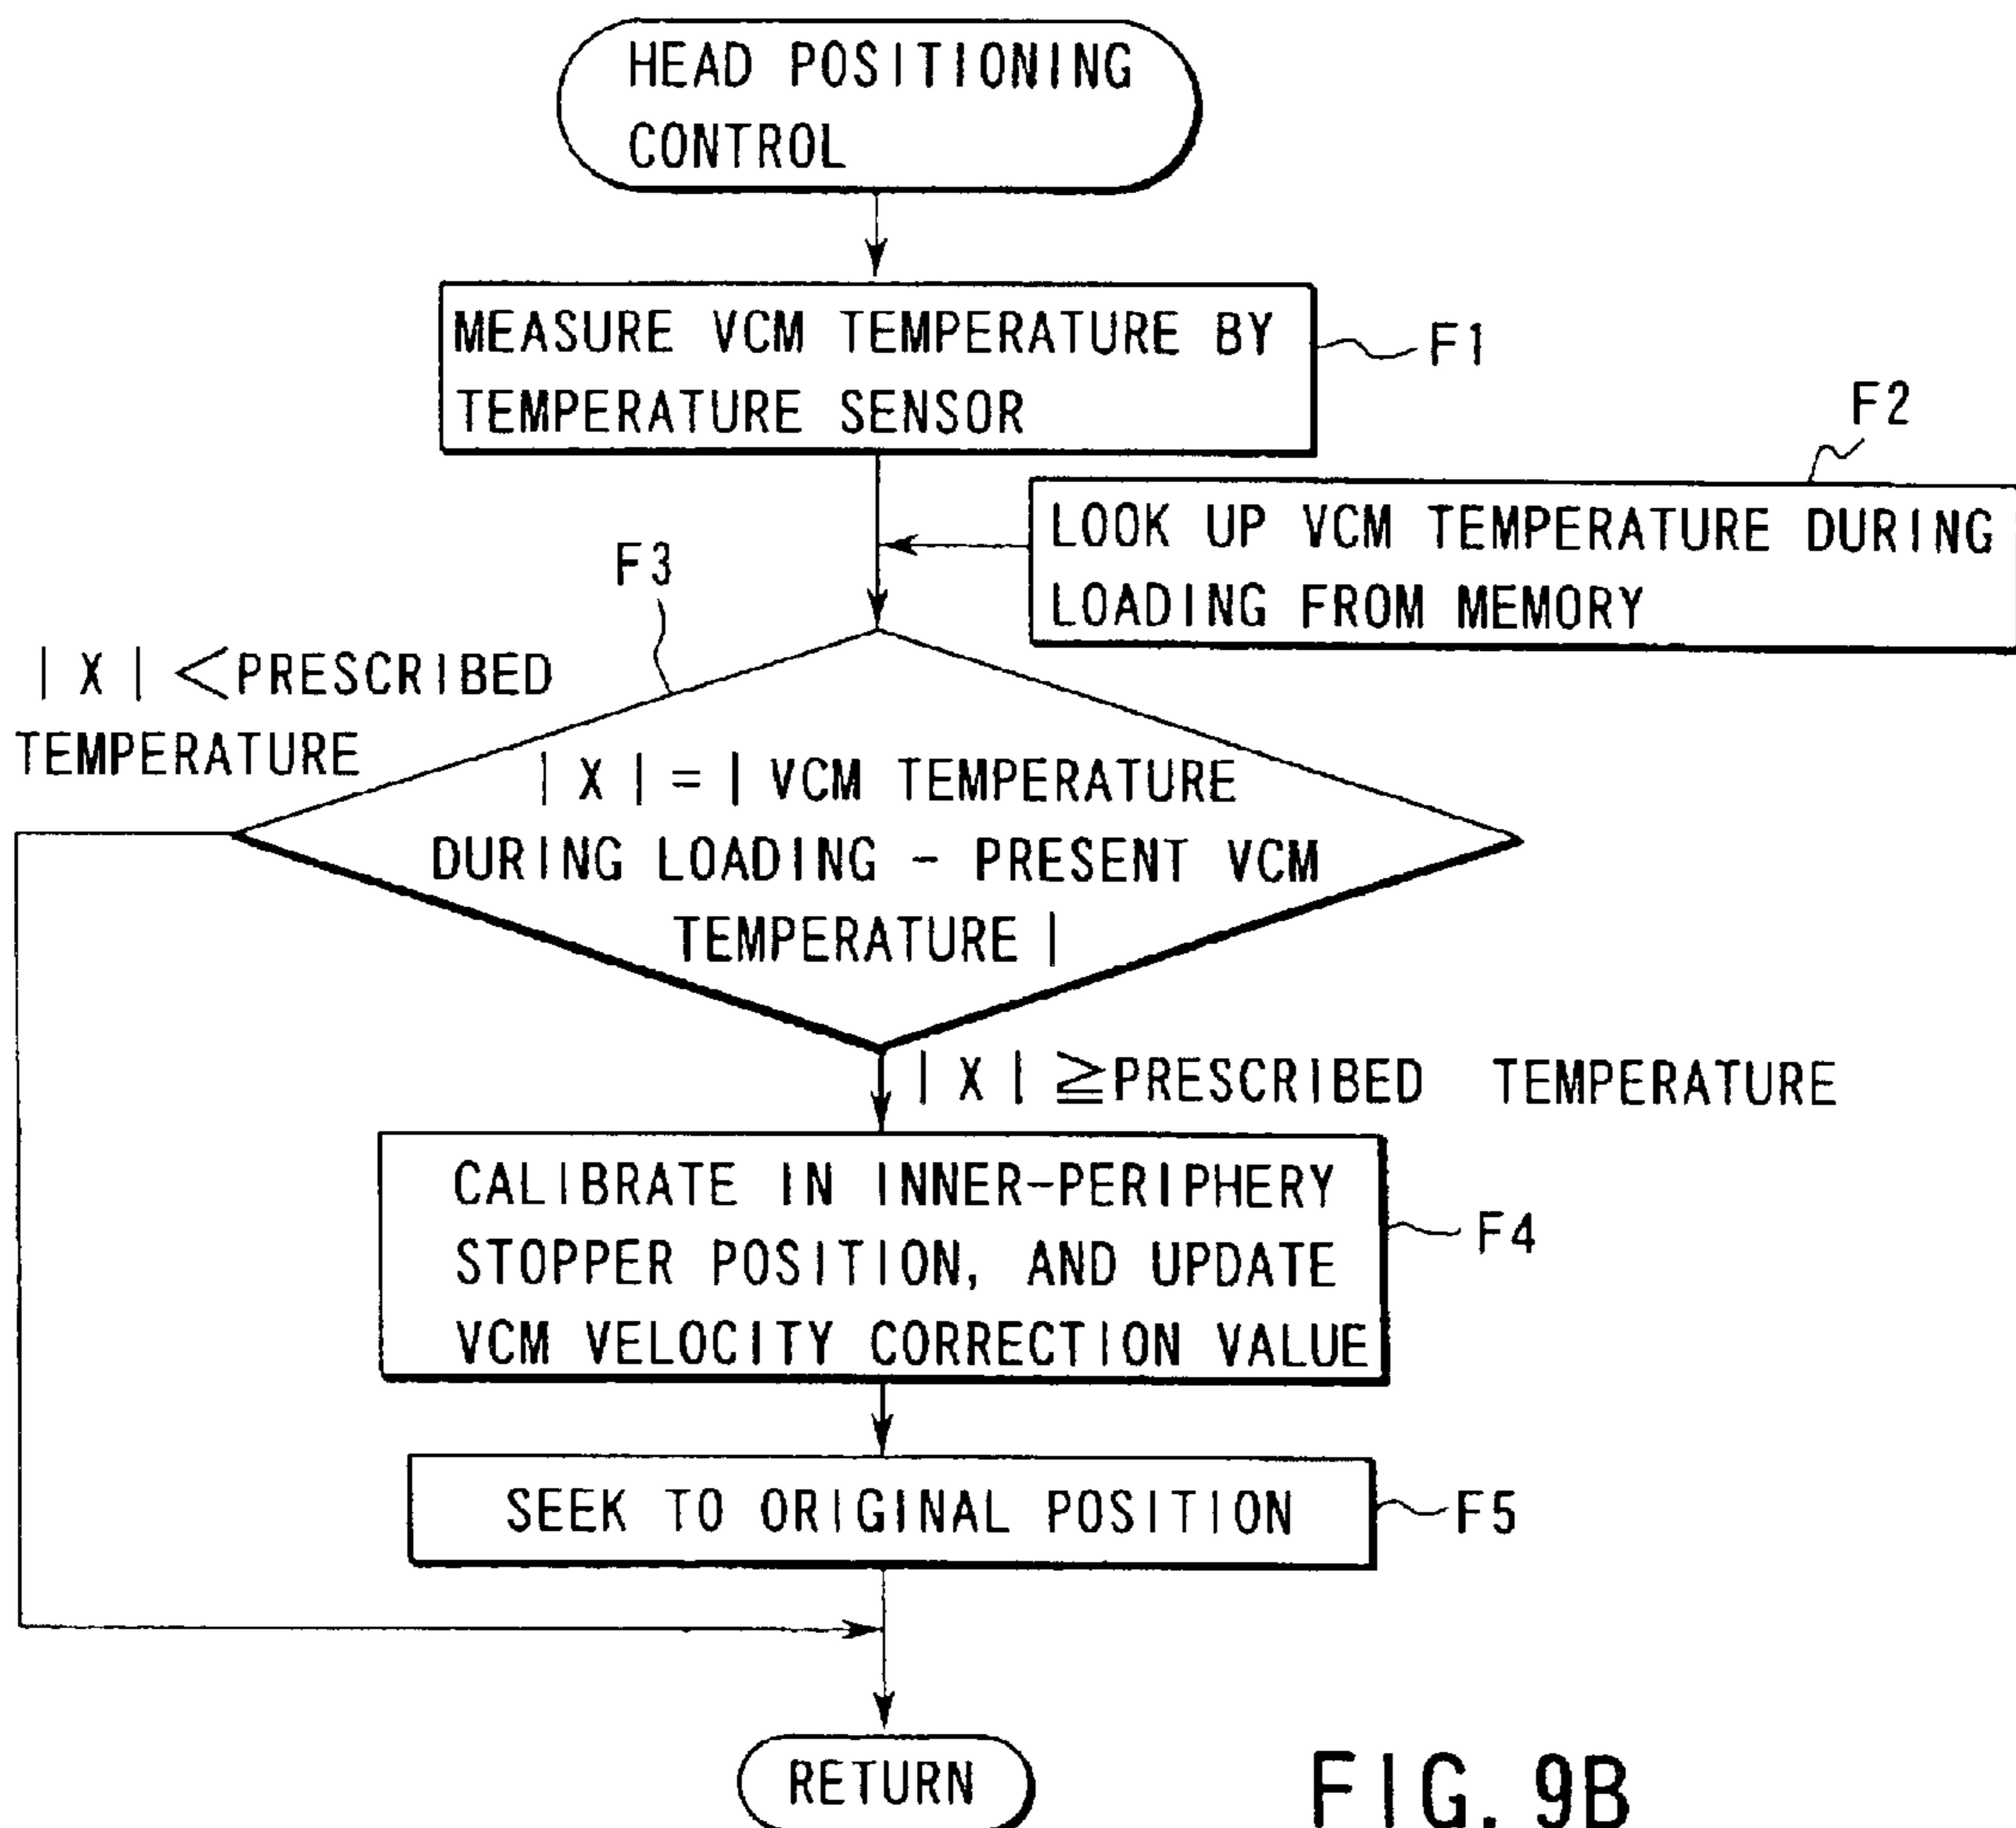 HEAD POSITIONING
CONTROL
MEASURE VCM TEMPERATURE BY
TEMPERATURE SENSOR
F1
F2
LOOK UP VCM TEMPERATURE DURING
LOADING FROM MEMORY
F3
| X | <PRESCRIBED
TEMPERATURE
| X | = | VCM TEMPERATURE
DURING LOADING - PRESENT VCM
TEMPERATURE |
| X | ≧PRESCRIBED TEMPERATURE
CALIBRATE IN INNER-PERIPHERY
STOPPER POSITION, AND UPDATE
VCM VELOCITY CORRECTION VALUE
F4
SEEK TO ORIGINAL POSITION
F5
RETURN
FIG. 9B